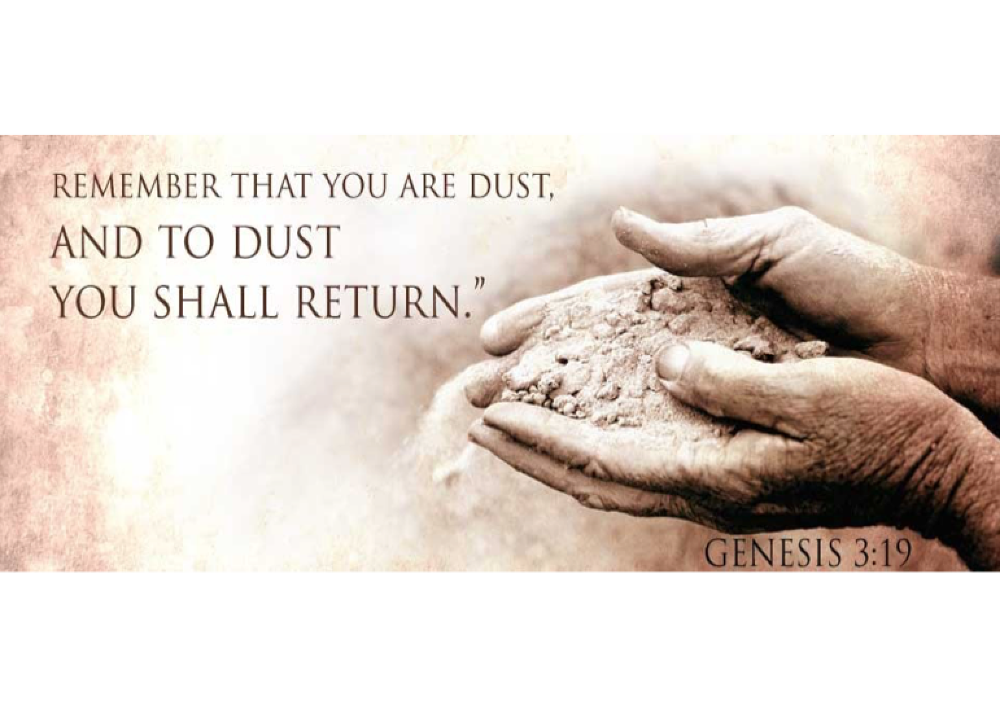 REMEMBER THAT YOU ARE DUST,
AND TO DUST
YOU SHALL RETURN.”
GENESIS 3:19